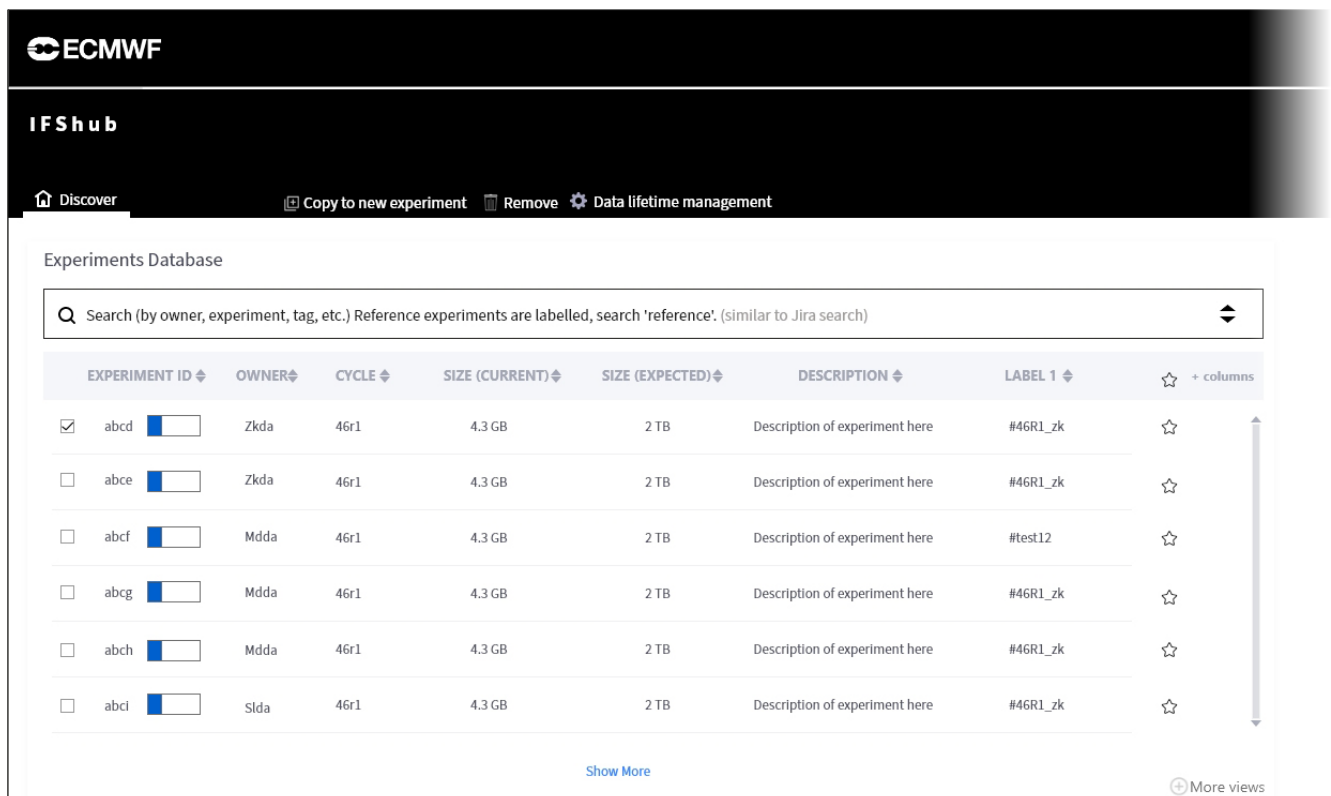 ECMWF
IFShub
Discover Copy to new experiment Remove Data lifetime management
Experiments Database
Search (by owner, experiment, tag, etc.) Reference experiments are labelled, search 'reference'. (similar to Jira search)
EXPERIMENT ID OWNER CYCLE SIZE (CURRENT) SIZE (EXPECTED) DESCRIPTION LABEL 1 + columns
abcd Zkda 46r1 4.3 GB 2 TB Description of experiment here #46R1_zk
abce Zkda 46r1 4.3 GB 2 TB Description of experiment here #46R1_zk
abcf Mdda 46r1 4.3 GB 2 TB Description of experiment here #test12
abcg Mdda 46r1 4.3 GB 2 TB Description of experiment here #46R1_zk
abch Mdda 46r1 4.3 GB 2 TB Description of experiment here #46R1_zk
abci Slda 46r1 4.3 GB 2 TB Description of experiment here #46R1_zk
Show More
More views